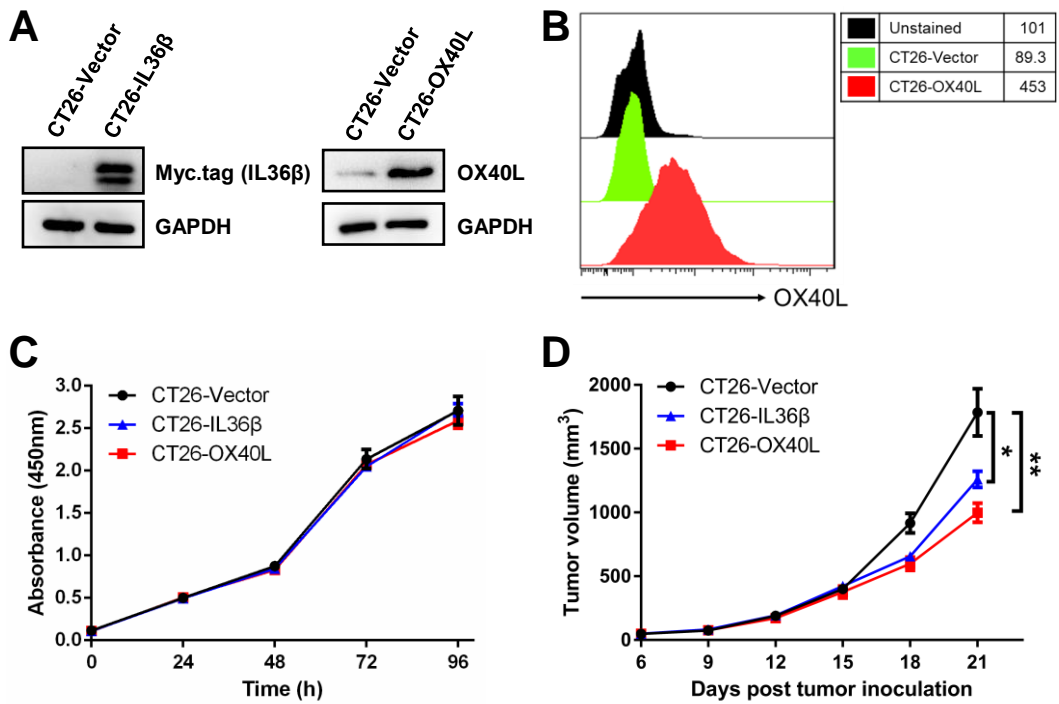 A
CT26-Vector
CT26-IL36β
Myc.tag (IL36β)
GAPDH
CT26-Vector
CT26-OX40L
OX40L
GAPDH
B
Unstained 101
CT26-Vector 89.3
CT26-OX40L 453
OX40L
C
CT26-Vector
CT26-IL36β
CT26-OX40L
Absorbance (450nm)
3.0
2.5
2.0
1.5
1.0
0.5
0.0
0 24 48 72 96
Time (h)
D
CT26-Vector
CT26-IL36β
CT26-OX40L
Tumor volume (mm³)
2000
1500
1000
500
0
*
**
6 9 12 15 18 21
Days post tumor inoculation